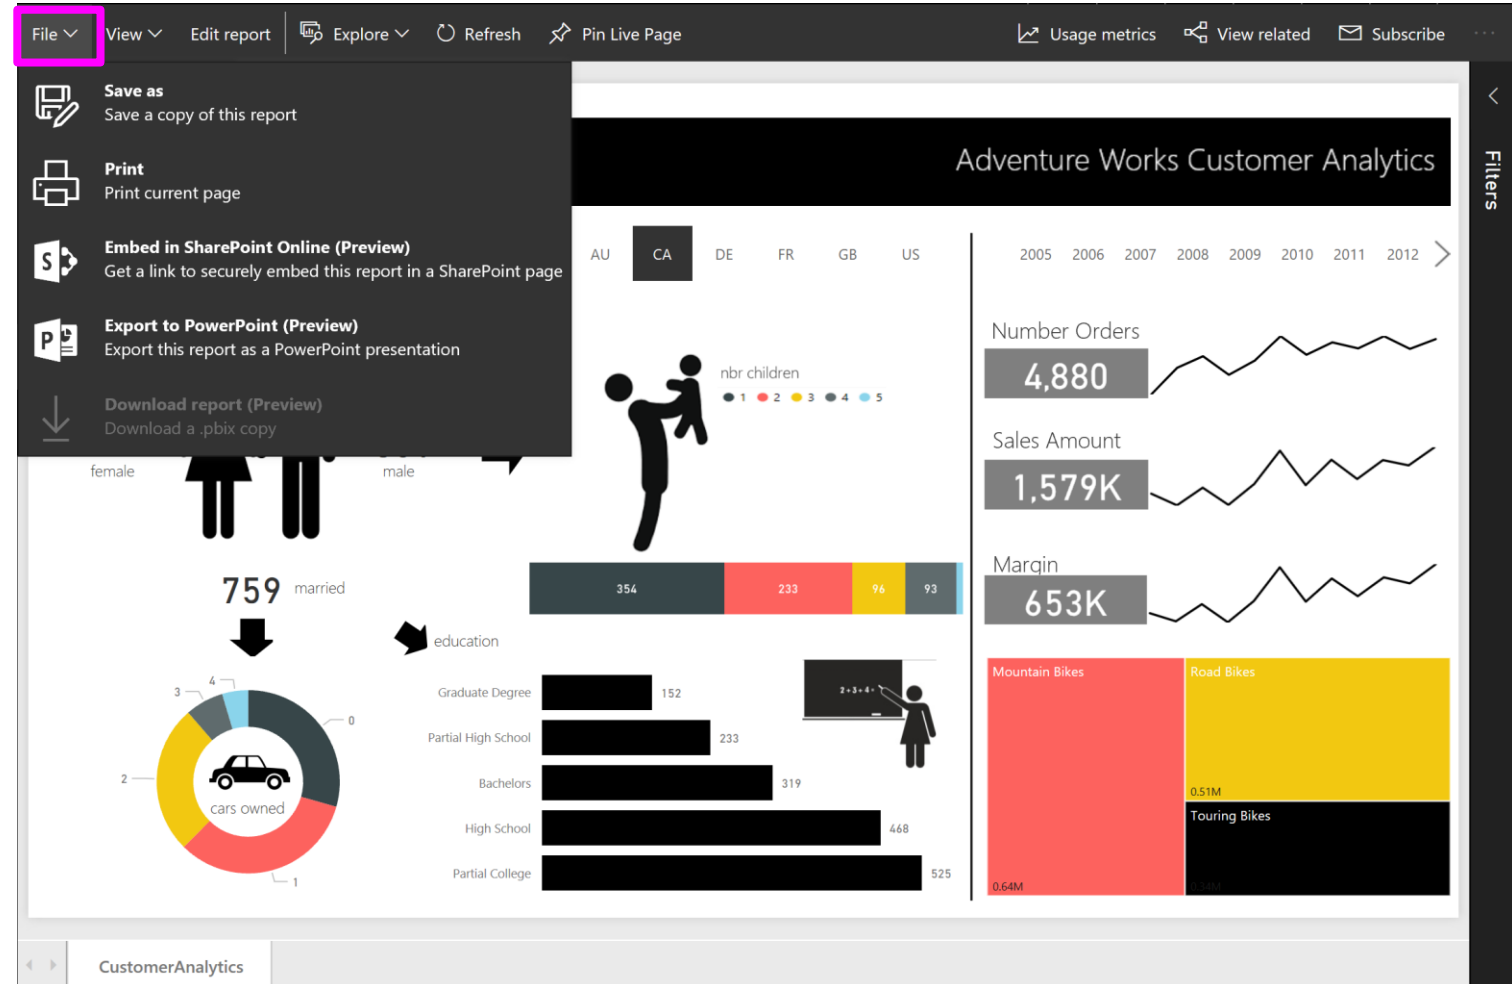 File View Edit report Explore Refresh Pin Live Page Usage metrics View related Subscribe
Save as
Save a copy of this report
Print
Print current page
Embed in SharePoint Online (Preview)
Get a link to securely embed this report in a SharePoint page
Export to PowerPoint (Preview)
Export this report as a PowerPoint presentation
Download report (Preview)
Download a .pbix copy
Adventure Works Customer Analytics
Filters
AU CA DE FR GB US
2005 2006 2007 2008 2009 2010 2011 2012
Number Orders
4,880
Sales Amount
1,579K
Margin
653K
nbr children
1 2 3 4 5
female
male
759 married
354 233 96 93
education
Graduate Degree 152
Partial High School 233
Bachelors 319
High School 468
Partial College 525
2+3+4=
4
3
0
2
1
cars owned
Mountain Bikes
0.64M
Road Bikes
0.51M
Touring Bikes
0.34M
CustomerAnalytics